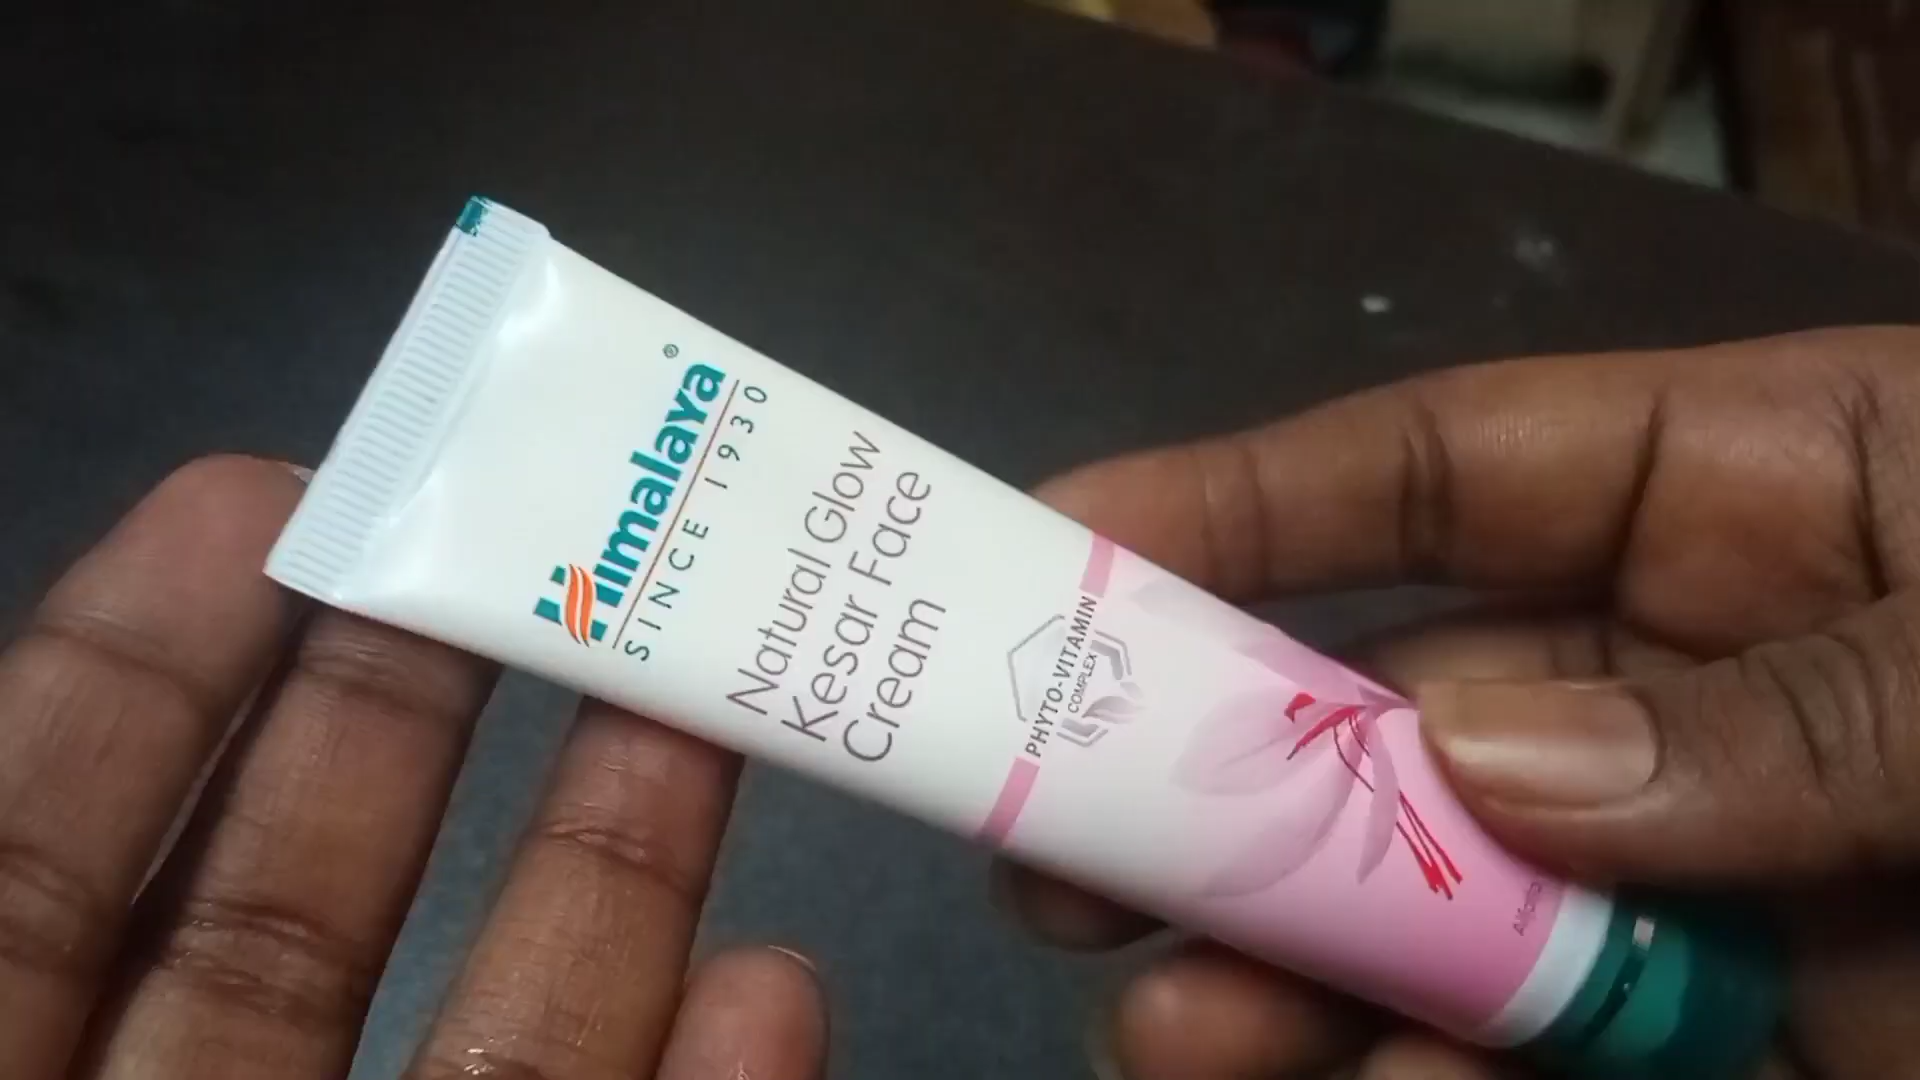 Himalaya®
SINCE 1930
Natural Glow
Kesar Face
Cream
PHYTO-VITAMIN
COMPLEX